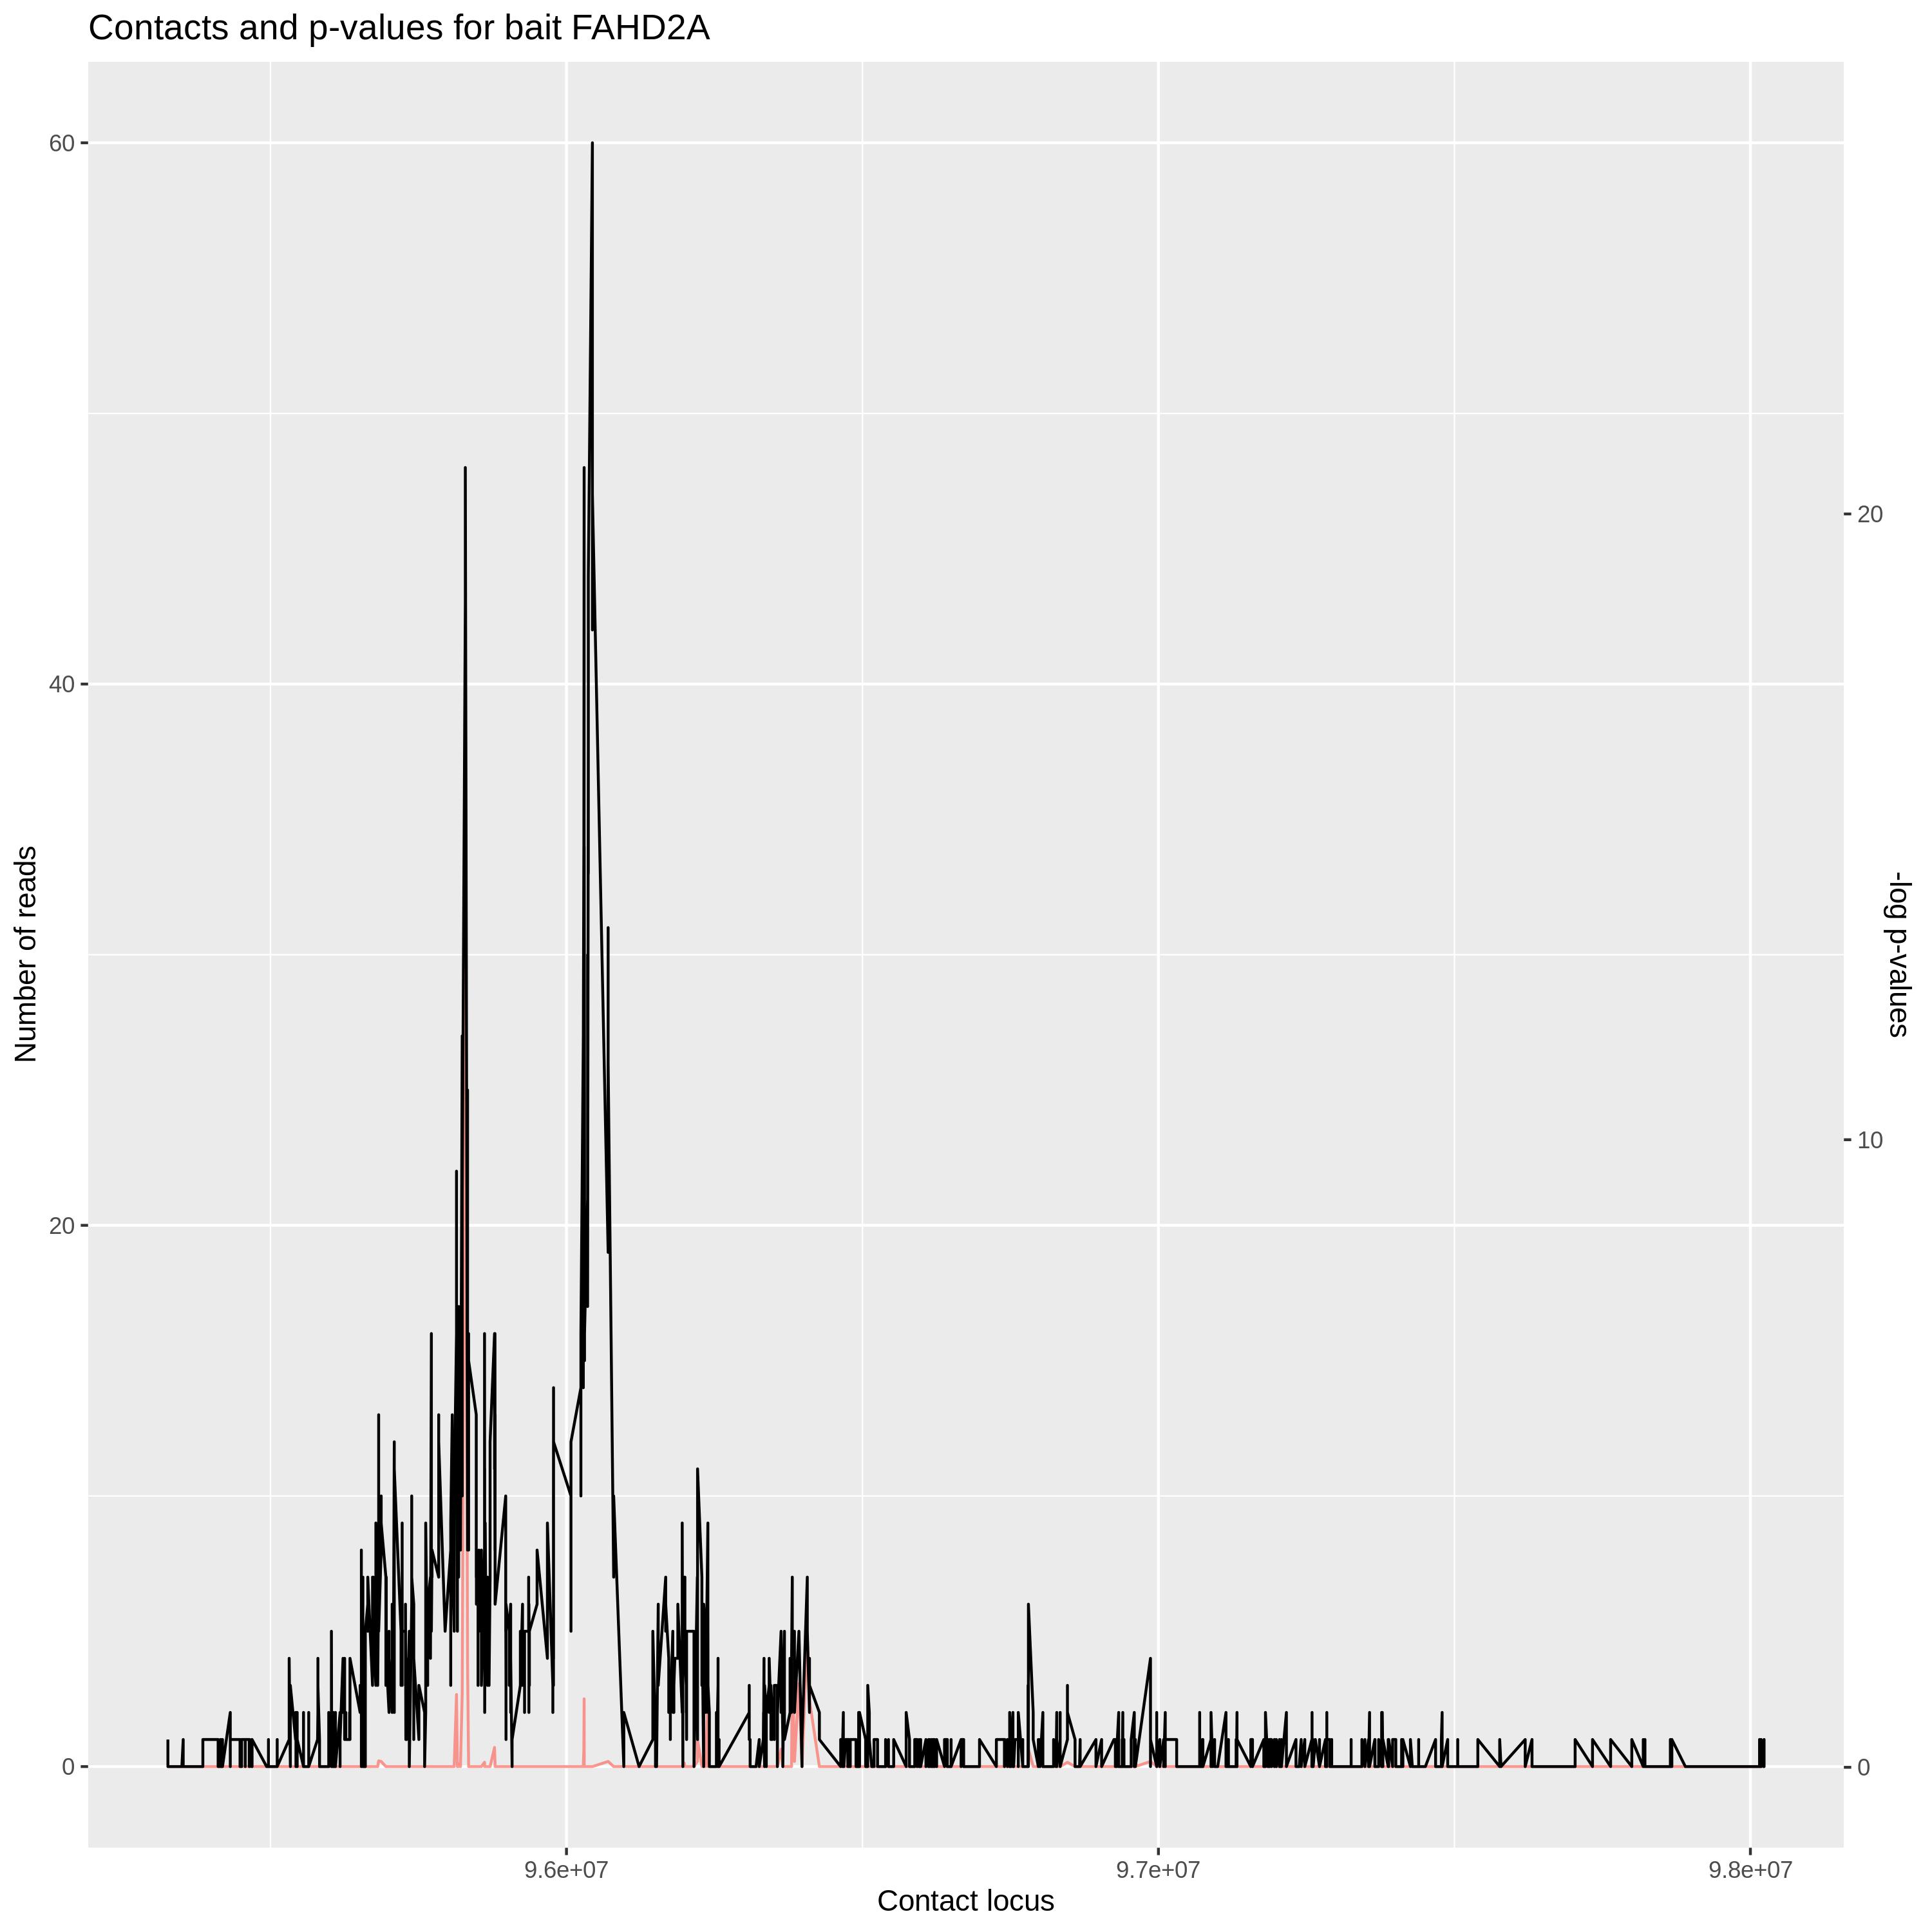 Contacts and p-values for bait FAHD2A
60
40
20
0
20
10
0
Number of reads
-log p-values
9.6e+07 9.7e+07 9.8e+07
Contact locus